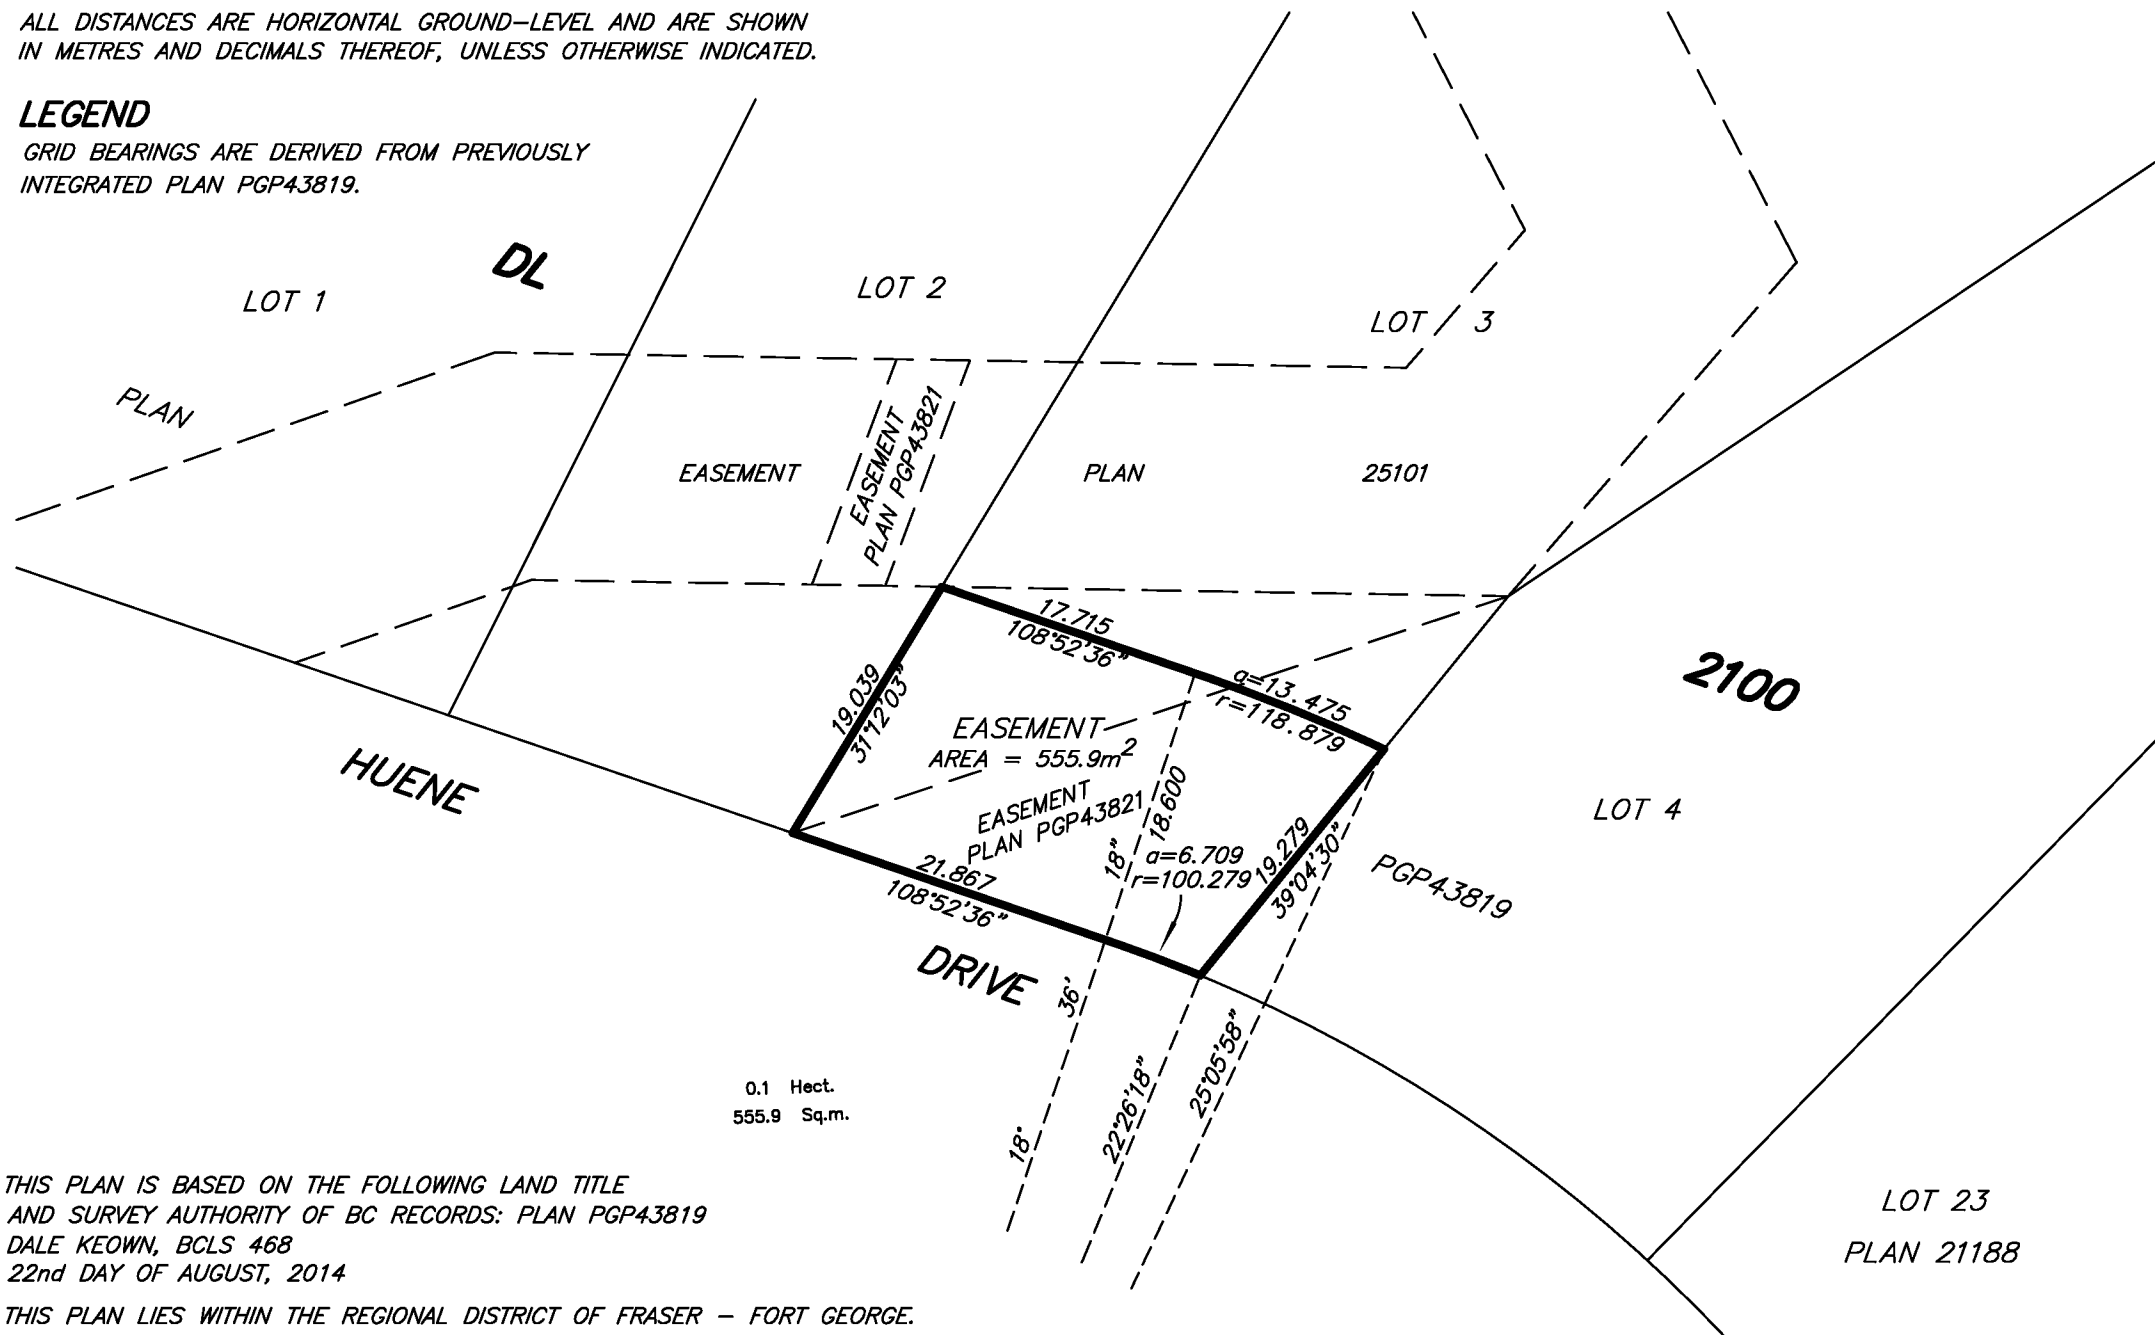 ALL DISTANCES ARE HORIZONTAL GROUND-LEVEL AND ARE SHOWN
IN METRES AND DECIMALS THEREOF, UNLESS OTHERWISE INDICATED.
LEGEND
GRID BEARINGS ARE DERIVED FROM PREVIOUSLY
INTEGRATED PLAN PGP43819.
DL
LOT 1
LOT 2
LOT 3
PLAN
EASEMENT
PLAN PGP43821
EASEMENT
PLAN
25101
17.715
108°52'36"
a=13.475
r=118.879
19.039
31°12'03"
EASEMENT
AREA = 555.9m²
EASEMENT
PLAN PGP43821
18.600
18"
36'
18°
a=6.709
r=100.279
19.279
39°04'30"
21.867
108°52'36"
22°26'18"
25°05'58"
2100
LOT 4
PGP43819
HUENE
DRIVE
0.1 Hect.
555.9 Sq.m.
THIS PLAN IS BASED ON THE FOLLOWING LAND TITLE
AND SURVEY AUTHORITY OF BC RECORDS: PLAN PGP43819
DALE KEOWN, BCLS 468
22nd DAY OF AUGUST, 2014
THIS PLAN LIES WITHIN THE REGIONAL DISTRICT OF FRASER - FORT GEORGE.
LOT 23
PLAN 21188